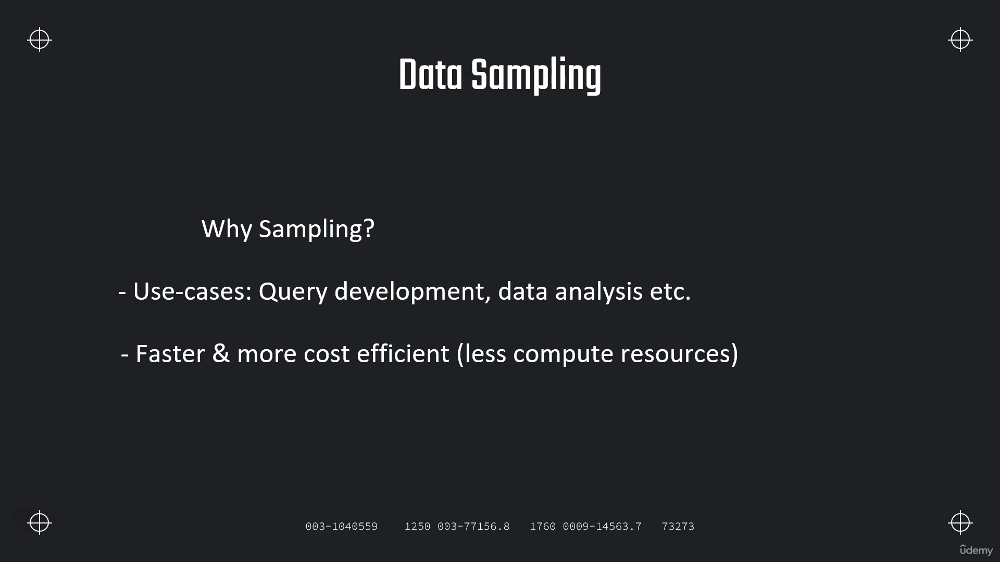 Data Sampling
Why Sampling?
- Use-cases: Query development, data analysis etc.
- Faster & more cost efficient (less compute resources)
003-1040559 1250 003-77156.8 1760 0009-14563.7 73273
ûdemy